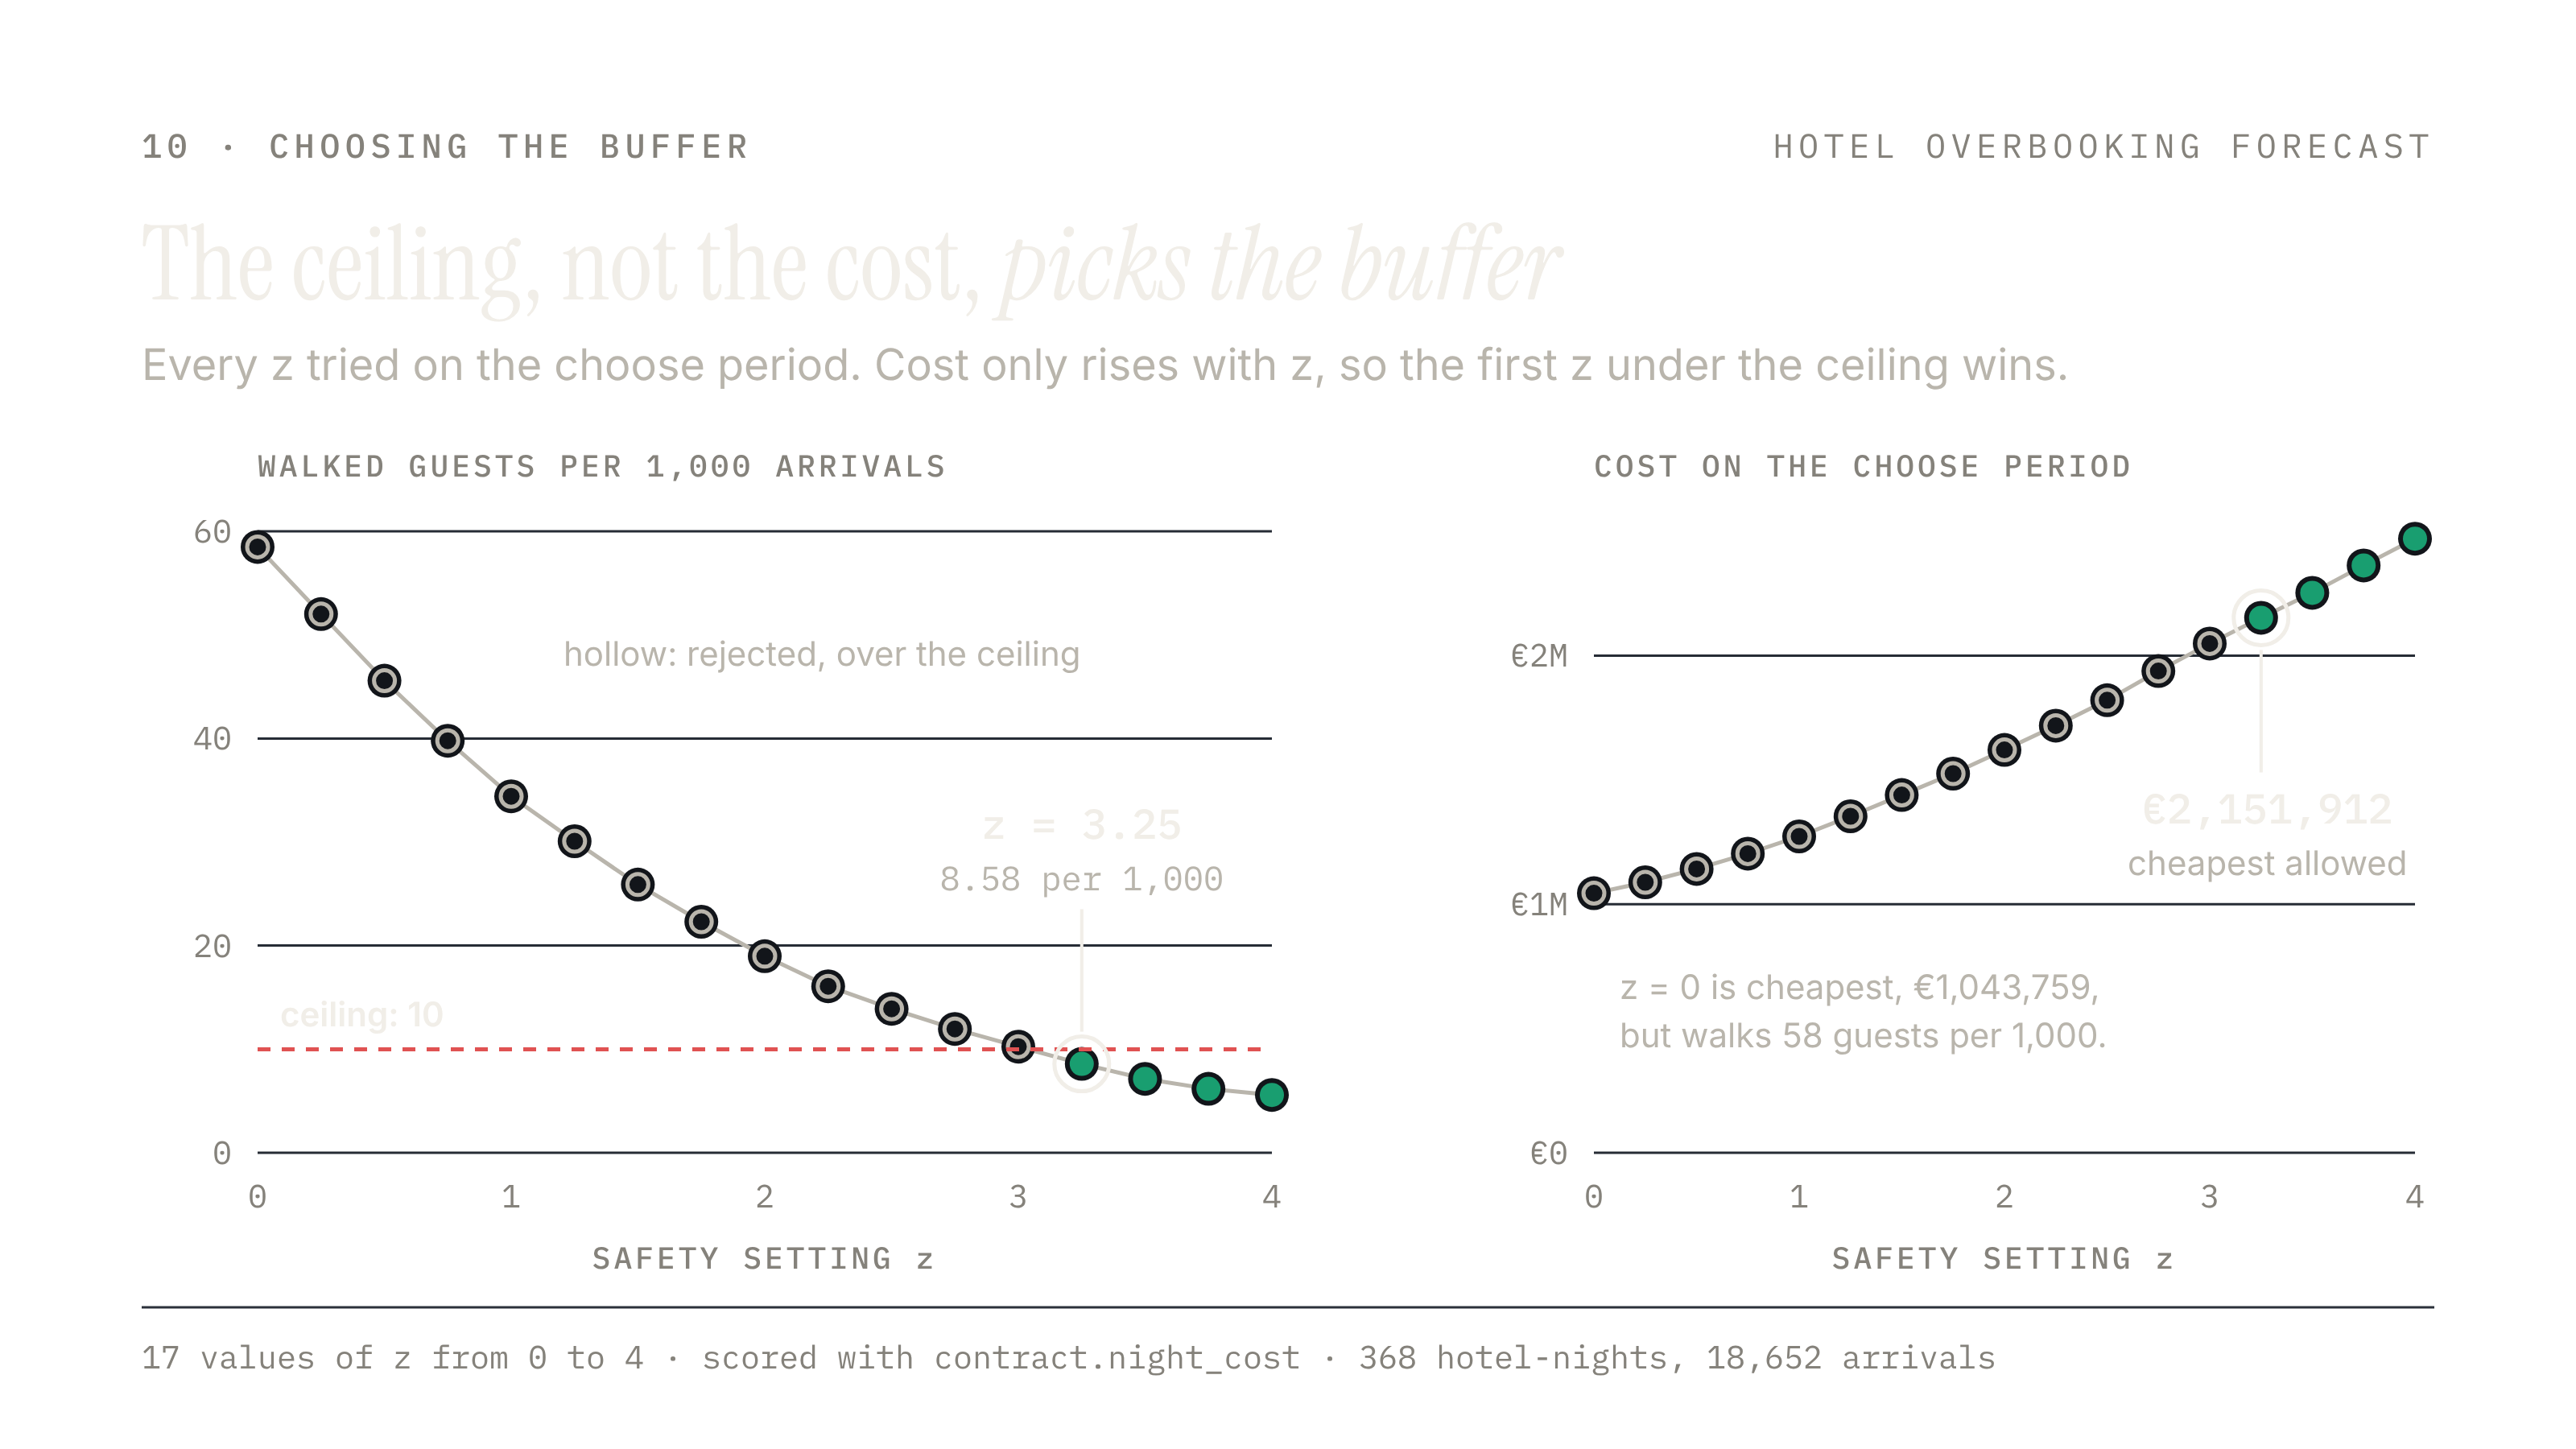 10 · CHOOSING THE BUFFER
HOTEL OVERBOOKING FORECAST
The ceiling, not the cost, picks the buffer
Every z tried on the choose period. Cost only rises with z, so the first z under the ceiling wins.
WALKED GUESTS PER 1,000 ARRIVALS
60
40
20
0
hollow: rejected, over the ceiling
z = 3.25
8.58 per 1,000
ceiling: 10
0 1 2 3 4
SAFETY SETTING z
COST ON THE CHOOSE PERIOD
€2M
€1M
€0
€2,151,912
cheapest allowed
z = 0 is cheapest, €1,043,759,
but walks 58 guests per 1,000.
0 1 2 3 4
SAFETY SETTING z
17 values of z from 0 to 4 · scored with contract.night_cost · 368 hotel-nights, 18,652 arrivals